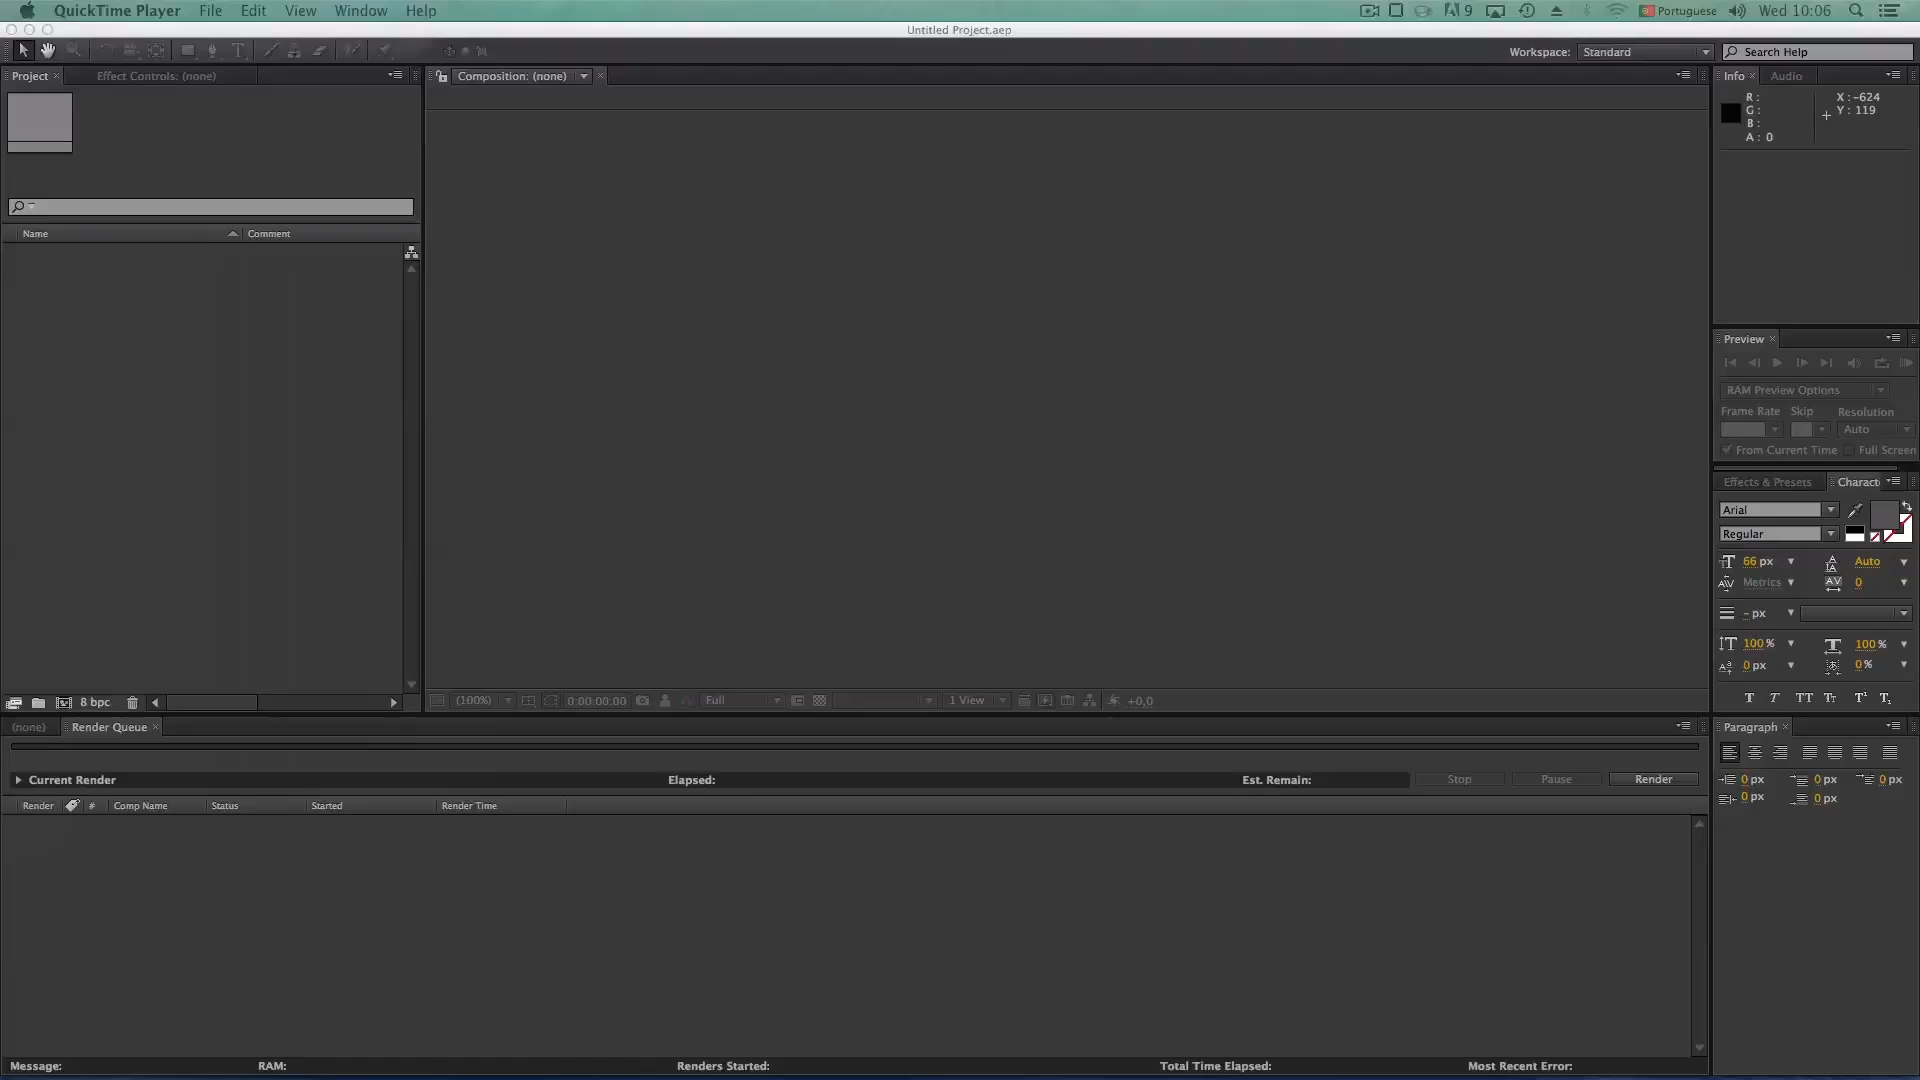 QuickTime Player File Edit View Window Help 9 Portuguese Wed 10:06
Untitled Project.aep
Workspace: Standard Search Help
Project Effect Controls: (none) Composition: (none) Info Audio
R :
G :
B :
A : 0
X : -624
Y : 119
Name Comment
Preview
RAM Preview Options
Frame Rate Skip Resolution
Auto
From Current Time Full Screen
Effects & Presets Charact
Arial
Regular
66 px Auto
Metrics 0
- px
100 % 100 %
0 px 0 %
8 bpc (100%) 0:00:00:00 Full 1 View +0,0
(none) Render Queue Paragraph
Current Render Elapsed: Est. Remain: Stop Pause Render
0 px 0 px 0 px
0 px 0 px
Render # Comp Name Status Started Render Time
Message: RAM: Renders Started: Total Time Elapsed: Most Recent Error: